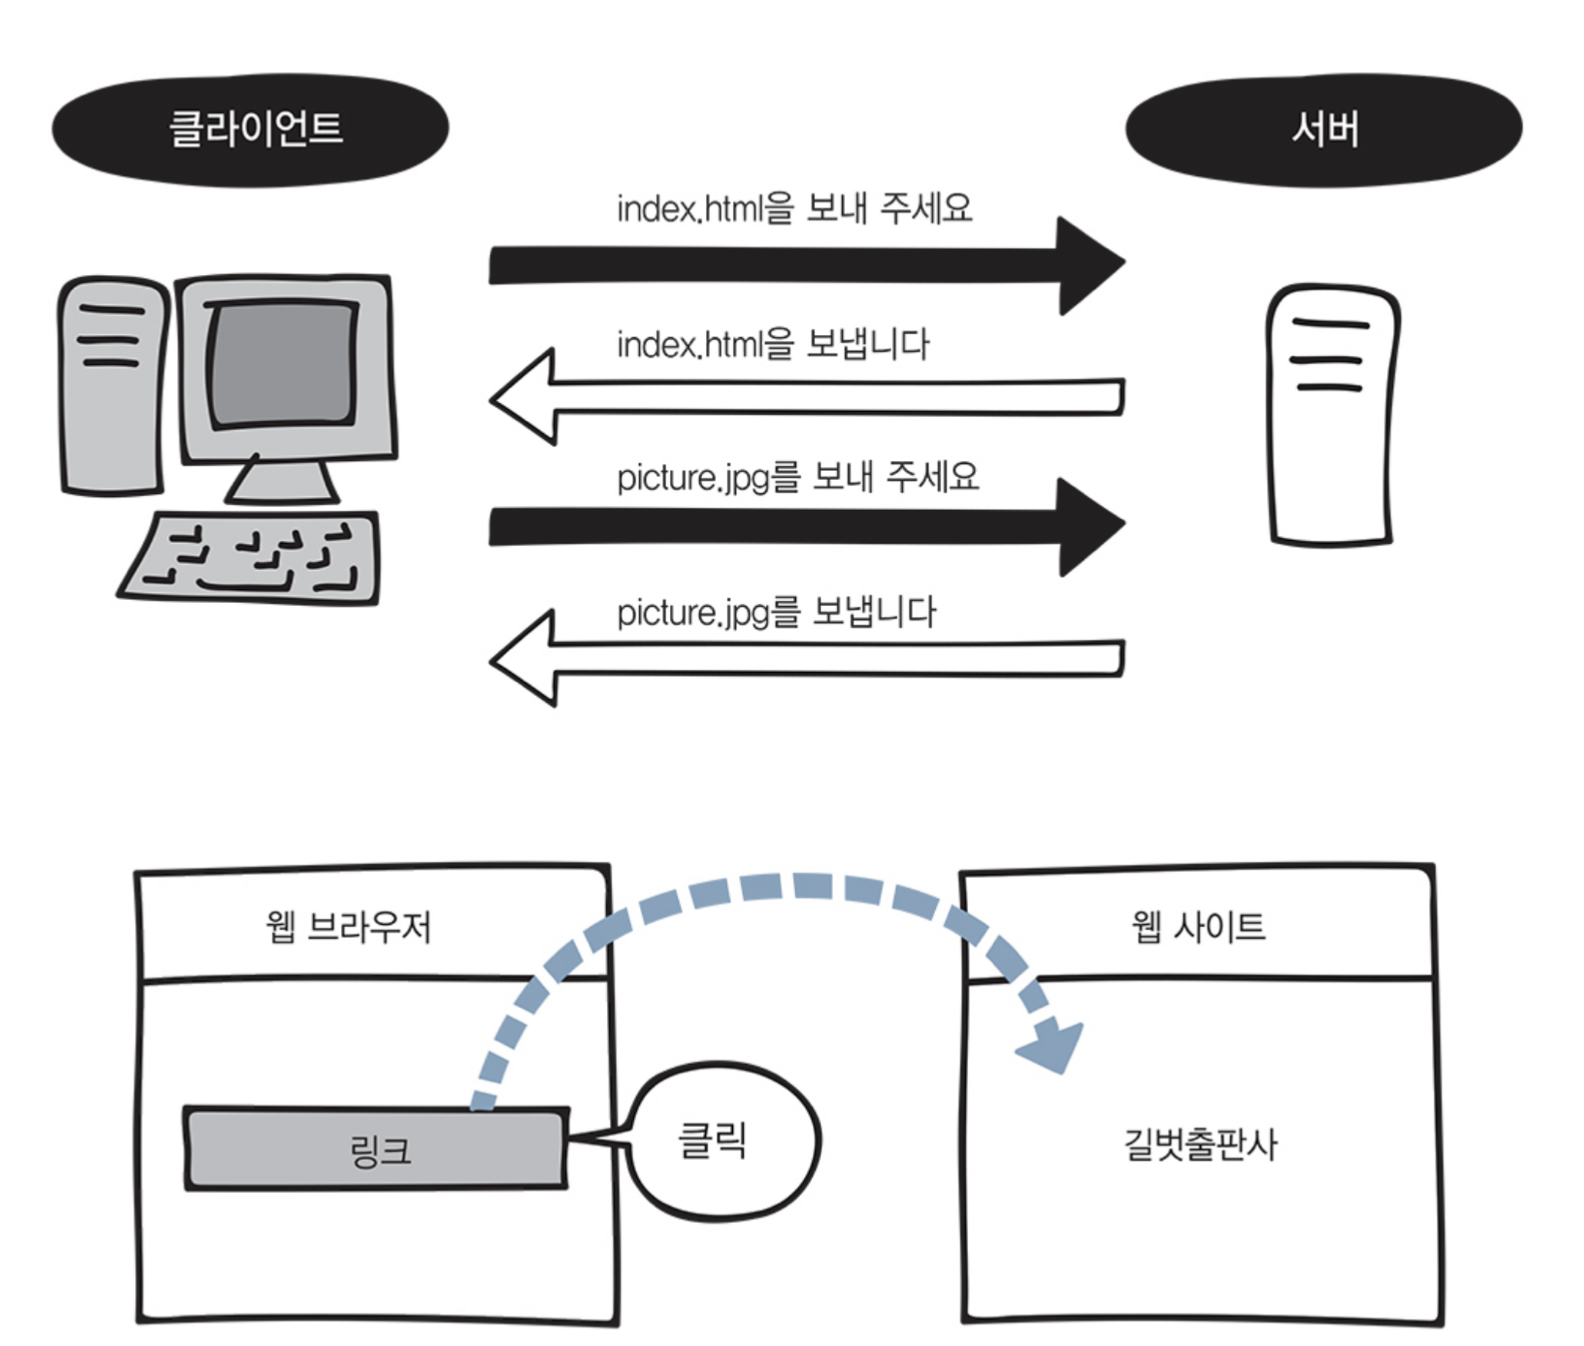 클라이언트
서버
index.html을 보내 주세요
index.html을 보냅니다
picture.jpg를 보내 주세요
picture.jpg를 보냅니다
웹 브라우저
웹 사이트
링크
클릭
길벗출판사